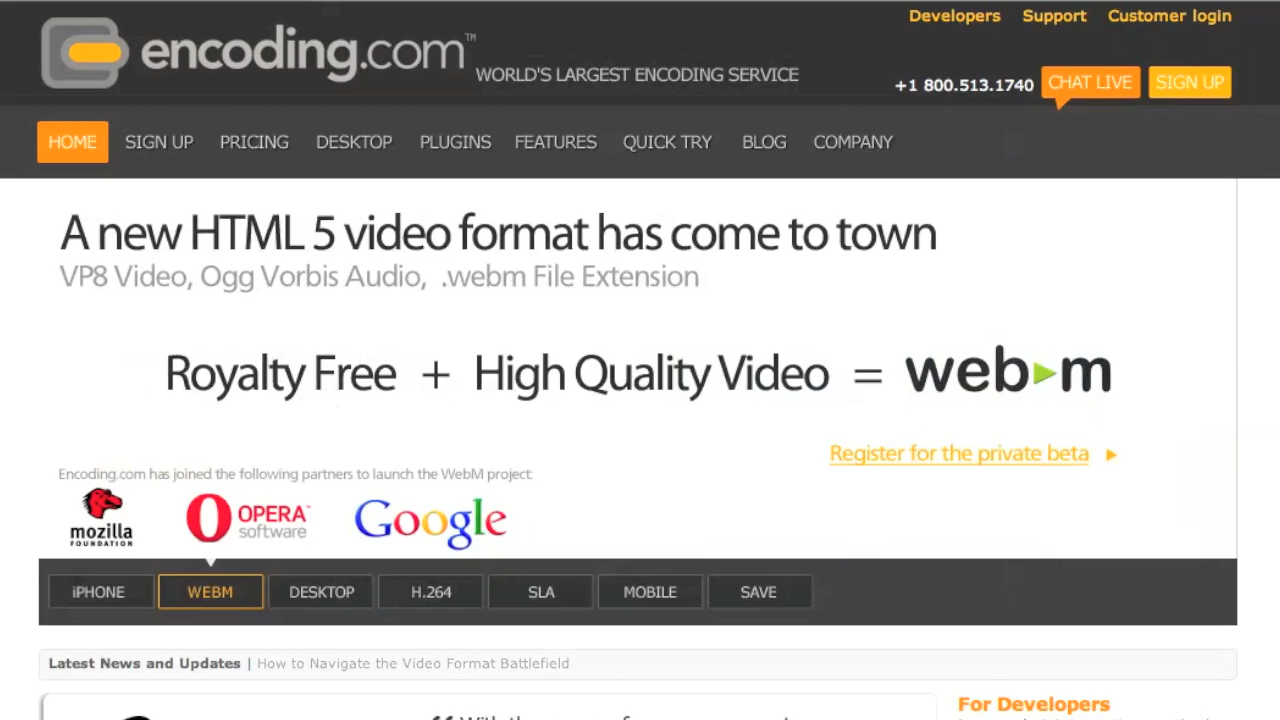 Developers Support Customer login
encoding.com™
WORLD'S LARGEST ENCODING SERVICE
+1 800.513.1740 CHAT LIVE SIGN UP
HOME SIGN UP PRICING DESKTOP PLUGINS FEATURES QUICK TRY BLOG COMPANY
A new HTML 5 video format has come to town
VP8 Video, Ogg Vorbis Audio, .webm File Extension
Royalty Free + High Quality Video = webm
Register for the private beta
Encoding.com has joined the following partners to launch the WebM project:
mozilla FOUNDATION
OPERA software
Google
iPHONE WEBM DESKTOP H.264 SLA MOBILE SAVE
Latest News and Updates | How to Navigate the Video Format Battlefield
For Developers